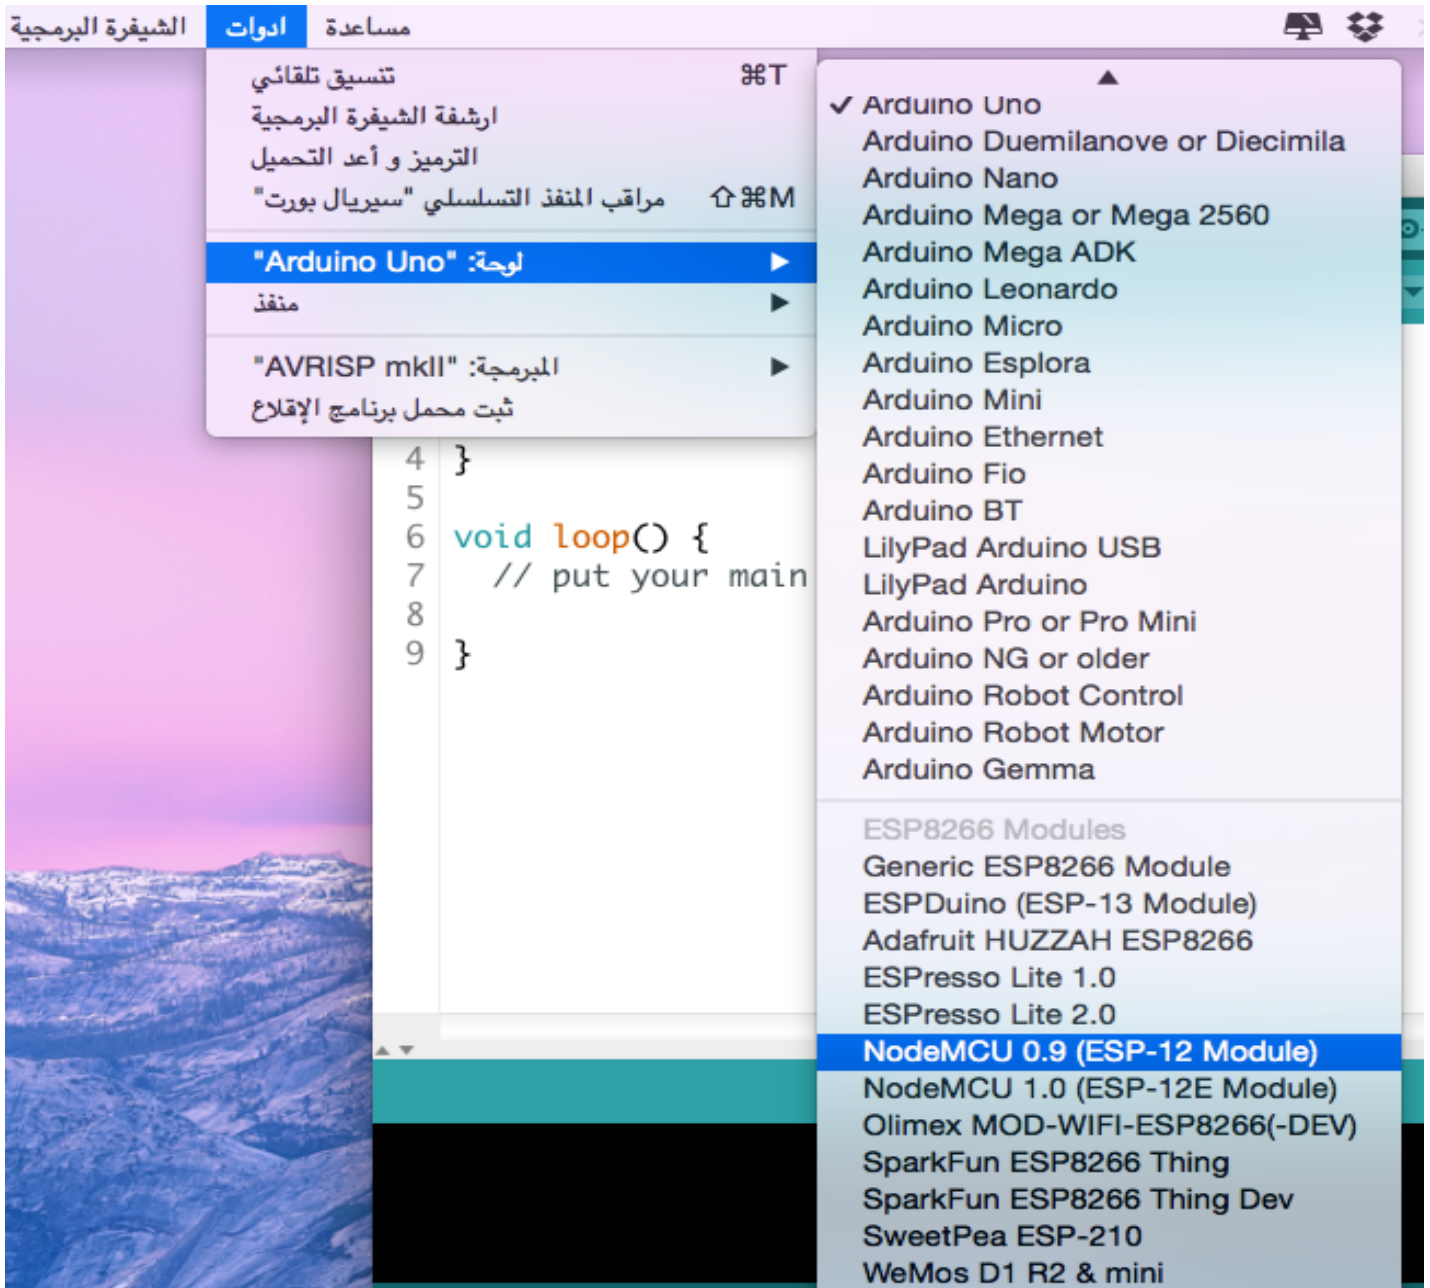 الشيفرة البرمجية ادوات مساعدة
تنسيق تلقائي ⌘T
ارشفة الشيفرة البرمجية
الترميز و أعد التحميل
مراقب المنفذ التسلسلي "سيريال بورت" ⇧⌘M
لوحة: "Arduino Uno" ▶
منفذ ▶
المبرمجة: "AVRISP mkII" ▶
ثبت محمل برنامج الإقلاع
4 }
5
6 void loop() {
7 // put your main
8
9 }
▲
✓ Arduino Uno
Arduino Duemilanove or Diecimila
Arduino Nano
Arduino Mega or Mega 2560
Arduino Mega ADK
Arduino Leonardo
Arduino Micro
Arduino Esplora
Arduino Mini
Arduino Ethernet
Arduino Fio
Arduino BT
LilyPad Arduino USB
LilyPad Arduino
Arduino Pro or Pro Mini
Arduino NG or older
Arduino Robot Control
Arduino Robot Motor
Arduino Gemma
ESP8266 Modules
Generic ESP8266 Module
ESPDuino (ESP-13 Module)
Adafruit HUZZAH ESP8266
ESPresso Lite 1.0
ESPresso Lite 2.0
NodeMCU 0.9 (ESP-12 Module)
NodeMCU 1.0 (ESP-12E Module)
Olimex MOD-WIFI-ESP8266(-DEV)
SparkFun ESP8266 Thing
SparkFun ESP8266 Thing Dev
SweetPea ESP-210
WeMos D1 R2 & mini